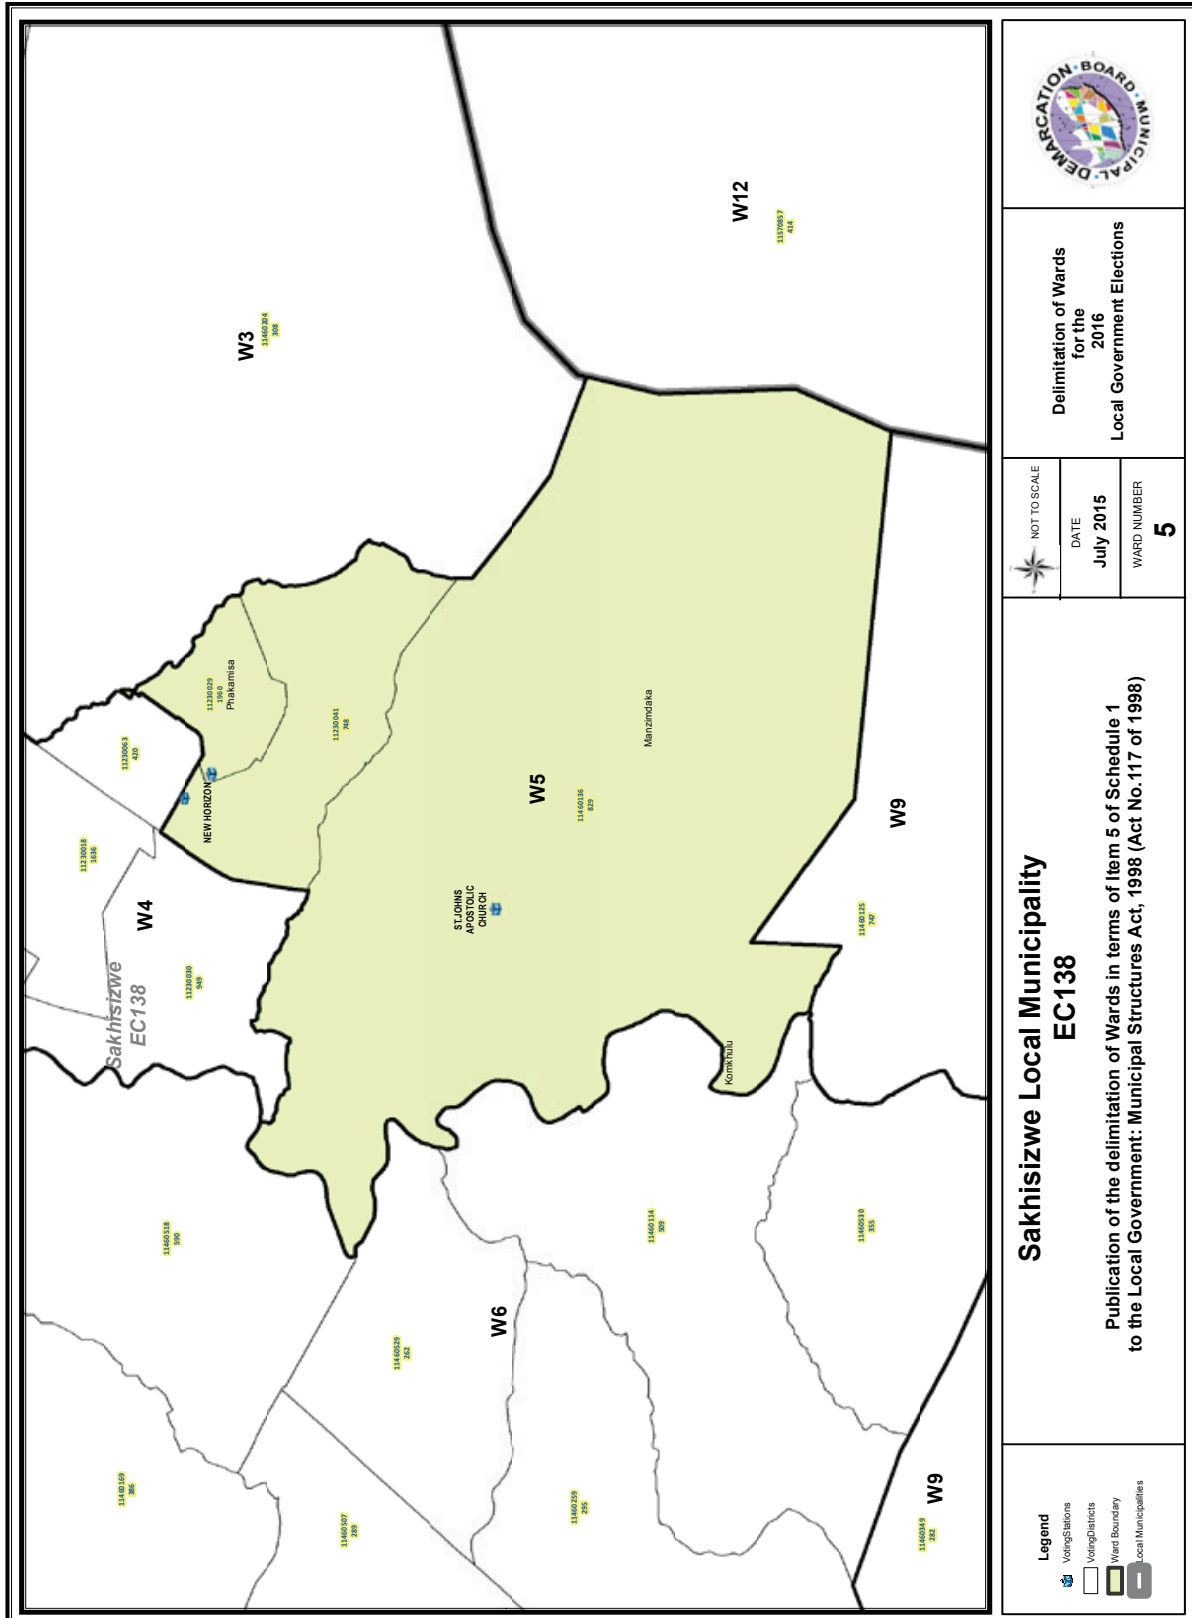 W3
11460204
308
W12
11570857
414
11230063
420
11230029
1960
Phakamisa
11230041
748
NEW HORIZON
11230018
1636
W4
Sakhisizwe
EC138
11230030
949
W5
11460136
829
Manzimdaka
ST.JOHNS
APOSTOLIC
CHURCH
W9
11460125
747
Komkhulu
11460518
590
11460114
509
11460530
355
W6
11460529
262
11460169
386
11460507
289
11460259
295
W9
11460349
282
Legend
VotingStations
VotingDistricts
Ward Boundary
Local Municipalities
Sakhisizwe Local Municipality
EC138
Publication of the delimitation of Wards in terms of Item 5 of Schedule 1
to the Local Government: Municipal Structures Act, 1998 (Act No.117 of 1998)
NOT TO SCALE
DATE
July 2015
WARD NUMBER
5
Delimitation of Wards
for the
2016
Local Government Elections
MUNICIPAL • DEMARCATION • BOARD •